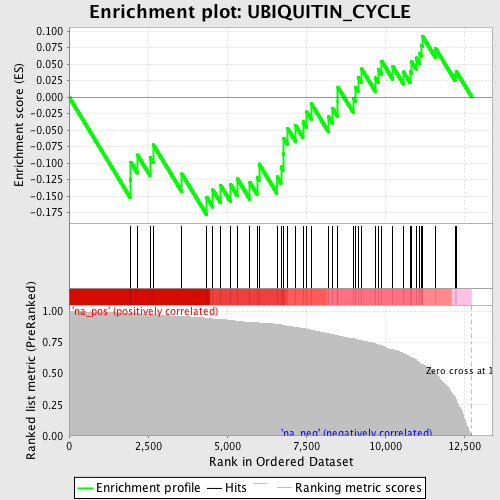 Enrichment plot: UBIQUITIN_CYCLE
Enrichment score (ES)
0.100
0.075
0.050
0.025
0.000
-0.025
-0.050
-0.075
-0.100
-0.125
-0.150
-0.175
Ranked list metric (PreRanked)
'na_pos' (positively correlated)
1.00
0.75
0.50
0.25
0.00
Zero cross at 1
'na_neg' (negatively correlated)
0
2,500
5,000
7,500
10,000
12,500
Rank in Ordered Dataset
Enrichment profile
Hits
Ranking metric scores